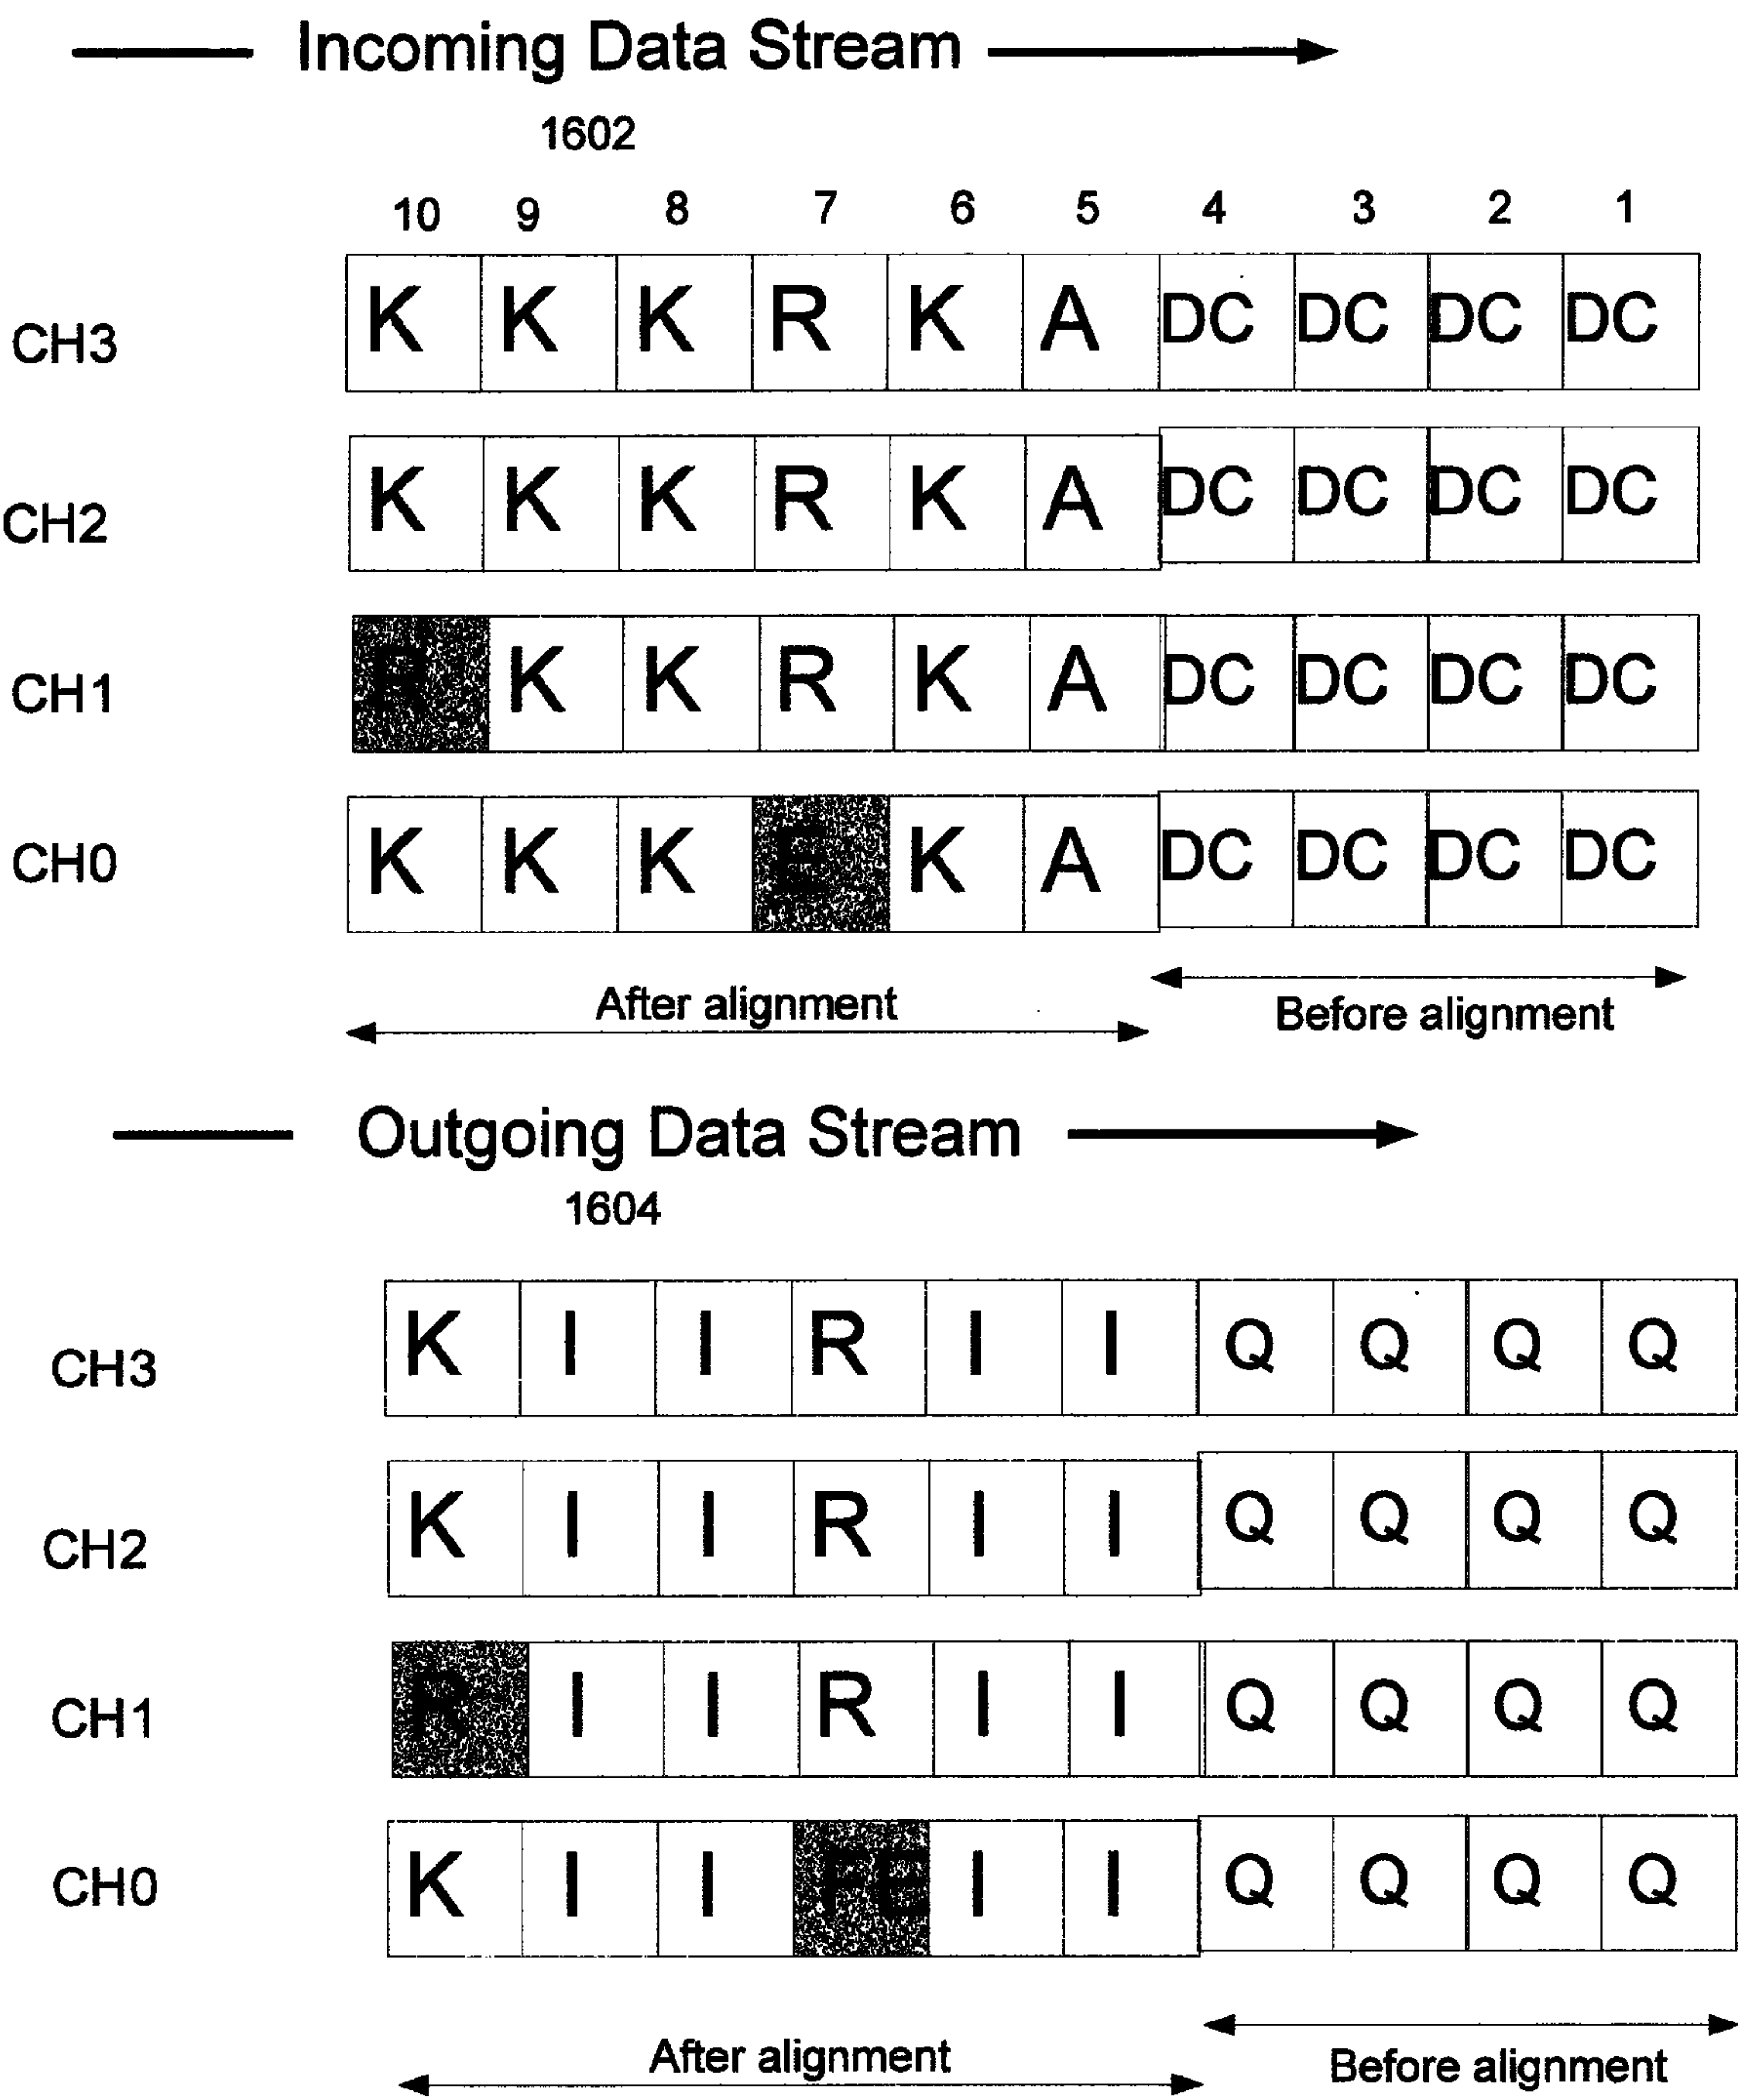 Incoming Data Stream
1602
10 9 8 7 6 5 4 3 2 1
CH3 K K K R K A DC DC DC DC
CH2 K K K R K A DC DC DC DC
CH1 R K K R K A DC DC DC DC
CH0 K K K E K A DC DC DC DC
After alignment Before alignment
Outgoing Data Stream
1604
CH3 K I I R I I Q Q Q Q
CH2 K I I R I I Q Q Q Q
CH1 R I I R I I Q Q Q Q
CH0 K I I FE I I Q Q Q Q
After alignment Before alignment